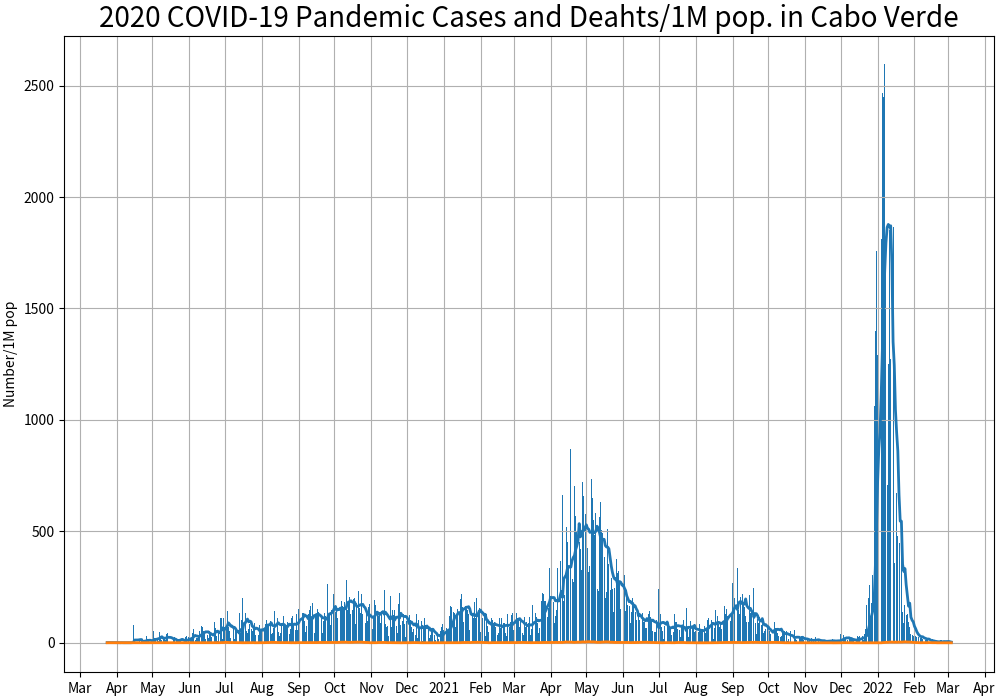 2020 COVID-19 Pandemic Cases and Deahts/1M pop. in Cabo Verde
Number/1M pop
2500
2000
1500
1000
500
0
Mar Apr May Jun Jul Aug Sep Oct Nov Dec 2021 Feb Mar Apr May Jun Jul Aug Sep Oct Nov Dec 2022 Feb Mar Apr